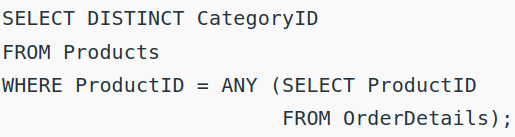 SELECT DISTINCT CategoryID
FROM Products
WHERE ProductID = ANY (SELECT ProductID
FROM OrderDetails);